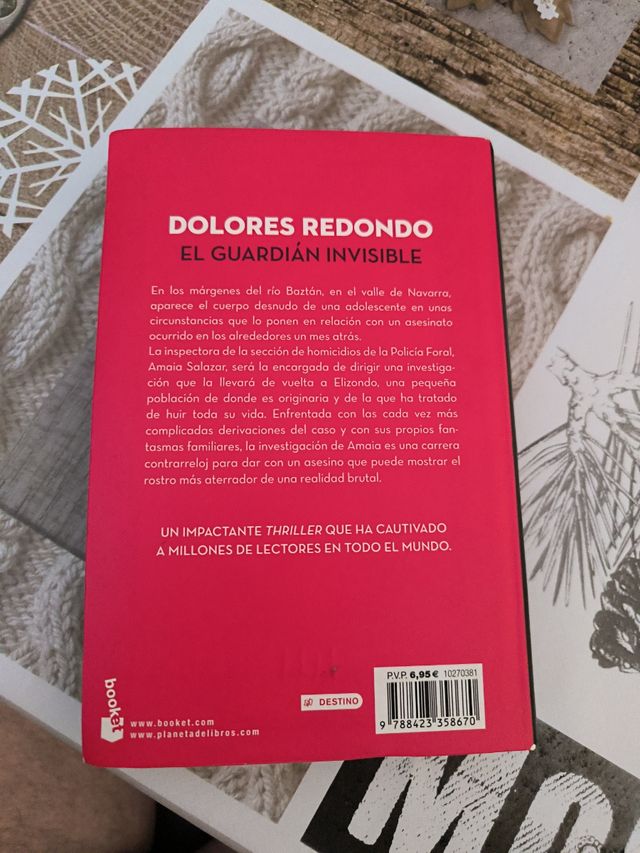 DOLORES REDONDO
EL GUARDIÁN INVISIBLE
En los márgenes del río Baztán, en el valle de Navarra,
aparece el cuerpo desnudo de una adolescente en unas
circunstancias que lo ponen en relación con un asesinato
ocurrido en los alrededores un mes atrás.
La inspectora de la sección de homicidios de la Policía Foral,
Amaia Salazar, será la encargada de dirigir una investiga-
ción que la llevará de vuelta a Elizondo, una pequeña
población de donde es originaria y de la que ha tratado
de huir toda su vida. Enfrentada con las cada vez más
complicadas derivaciones del caso y con sus propios fan-
tasmas familiares, la investigación de Amaia es una carrera
contrarreloj para dar con un asesino que puede mostrar el
rostro más aterrador de una realidad brutal.
UN IMPACTANTE THRILLER QUE HA CAUTIVADO
A MILLONES DE LECTORES EN TODO EL MUNDO.
P.V.P. 6,95 € 10270381
9 788423 358670
DESTINO
booket
www.booket.com
www.planetadelibros.com